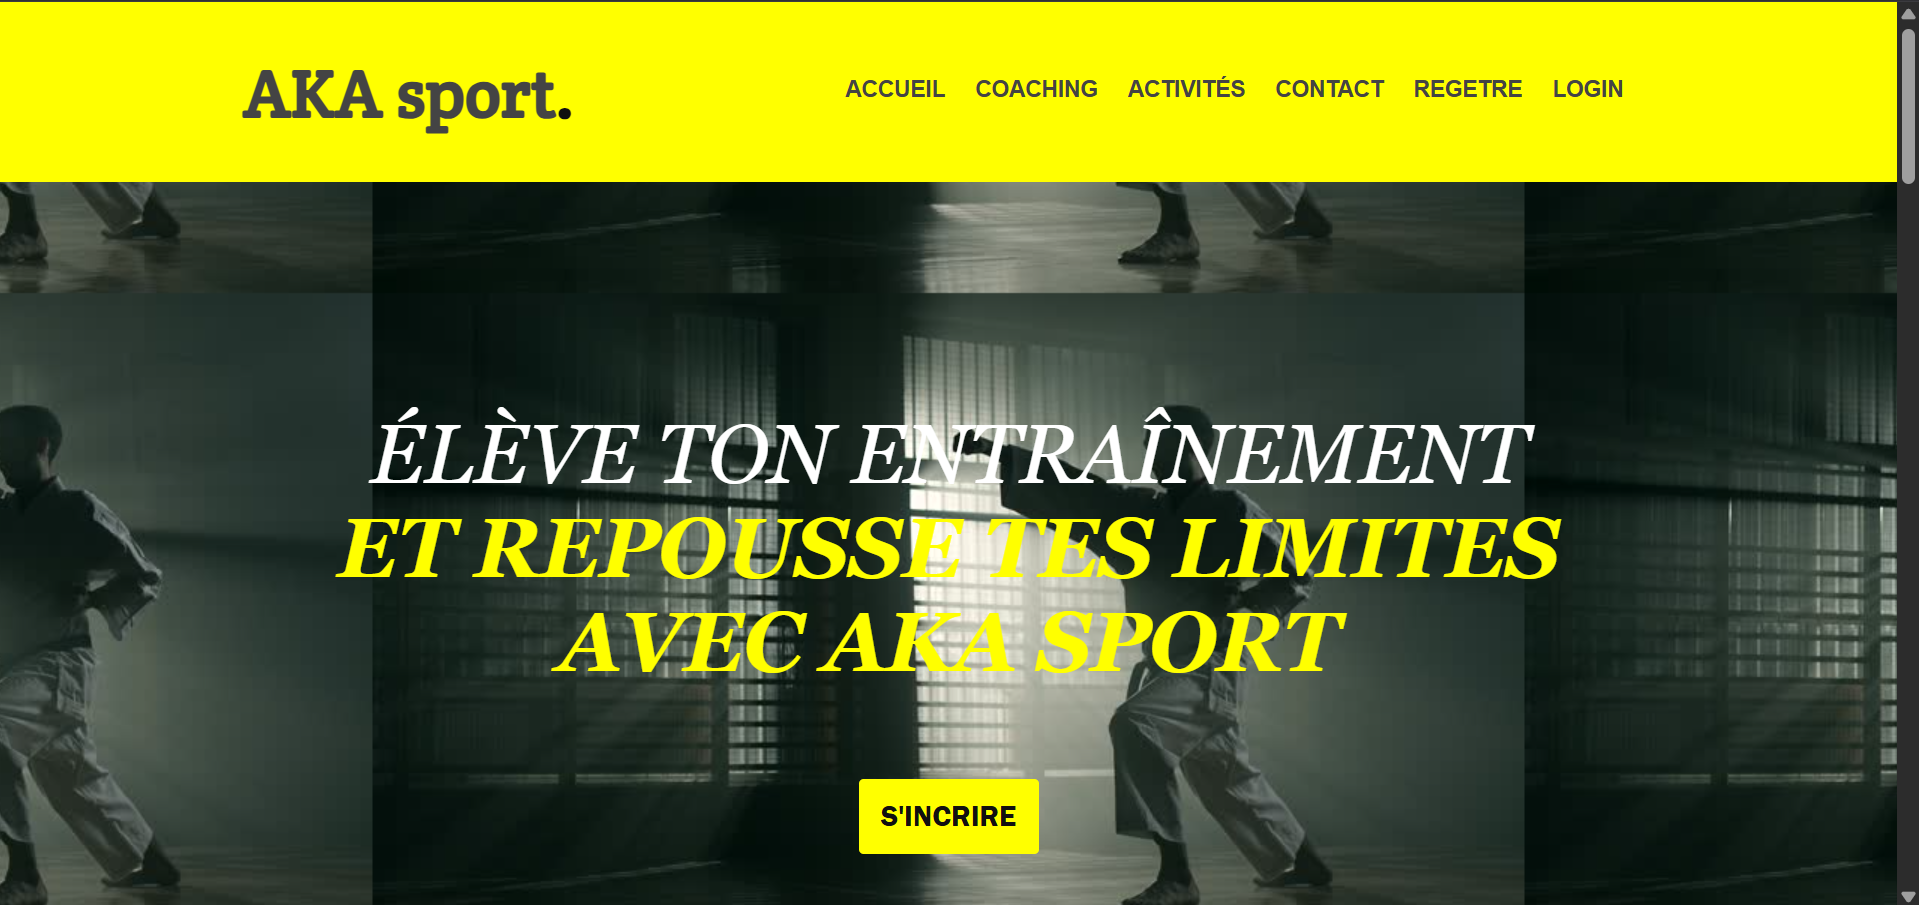 AKA sport.
ACCUEIL COACHING ACTIVITÉS CONTACT REGETRE LOGIN
ÉLÈVE TON ENTRAÎNEMENT
ET REPOUSSE TES LIMITES
AVEC AKA SPORT
S'INCRIRE